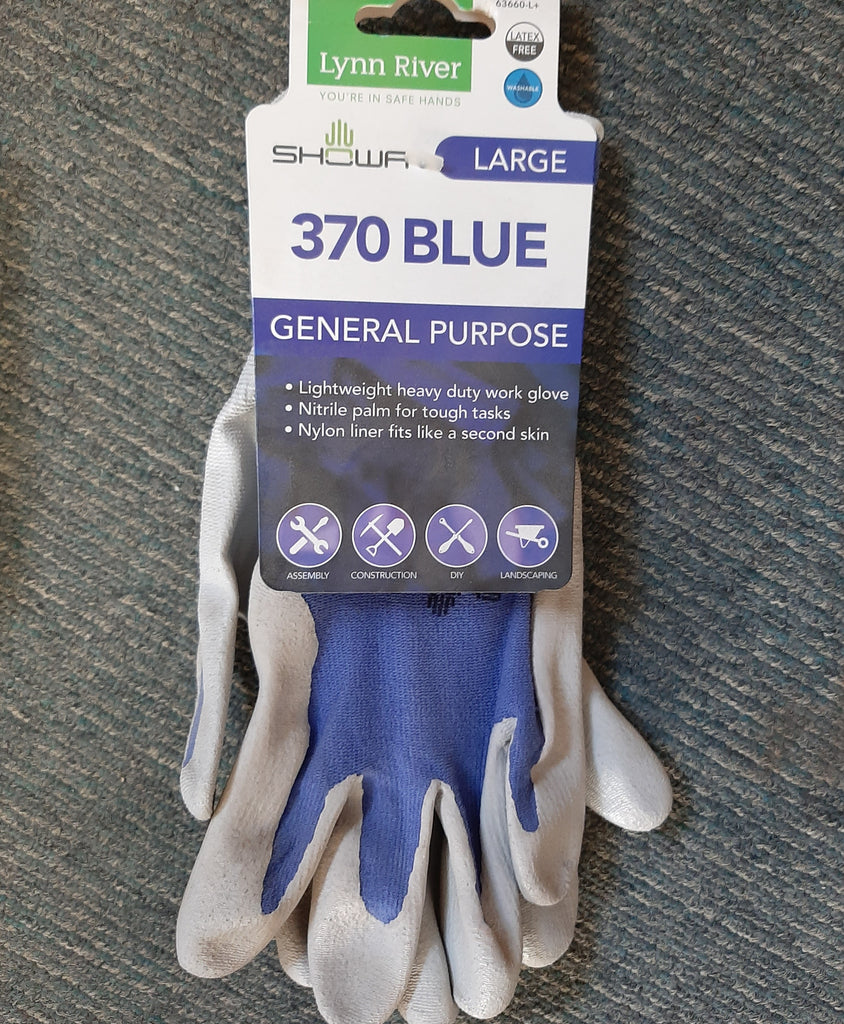 63660-L+
LATEX
FREE
Lynn River
WASHABLE
YOU'RE IN SAFE HANDS
SHOWA
LARGE
370 BLUE
GENERAL PURPOSE
• Lightweight heavy duty work glove
• Nitrile palm for tough tasks
• Nylon liner fits like a second skin
ASSEMBLY
CONSTRUCTION
DIY
LANDSCAPING